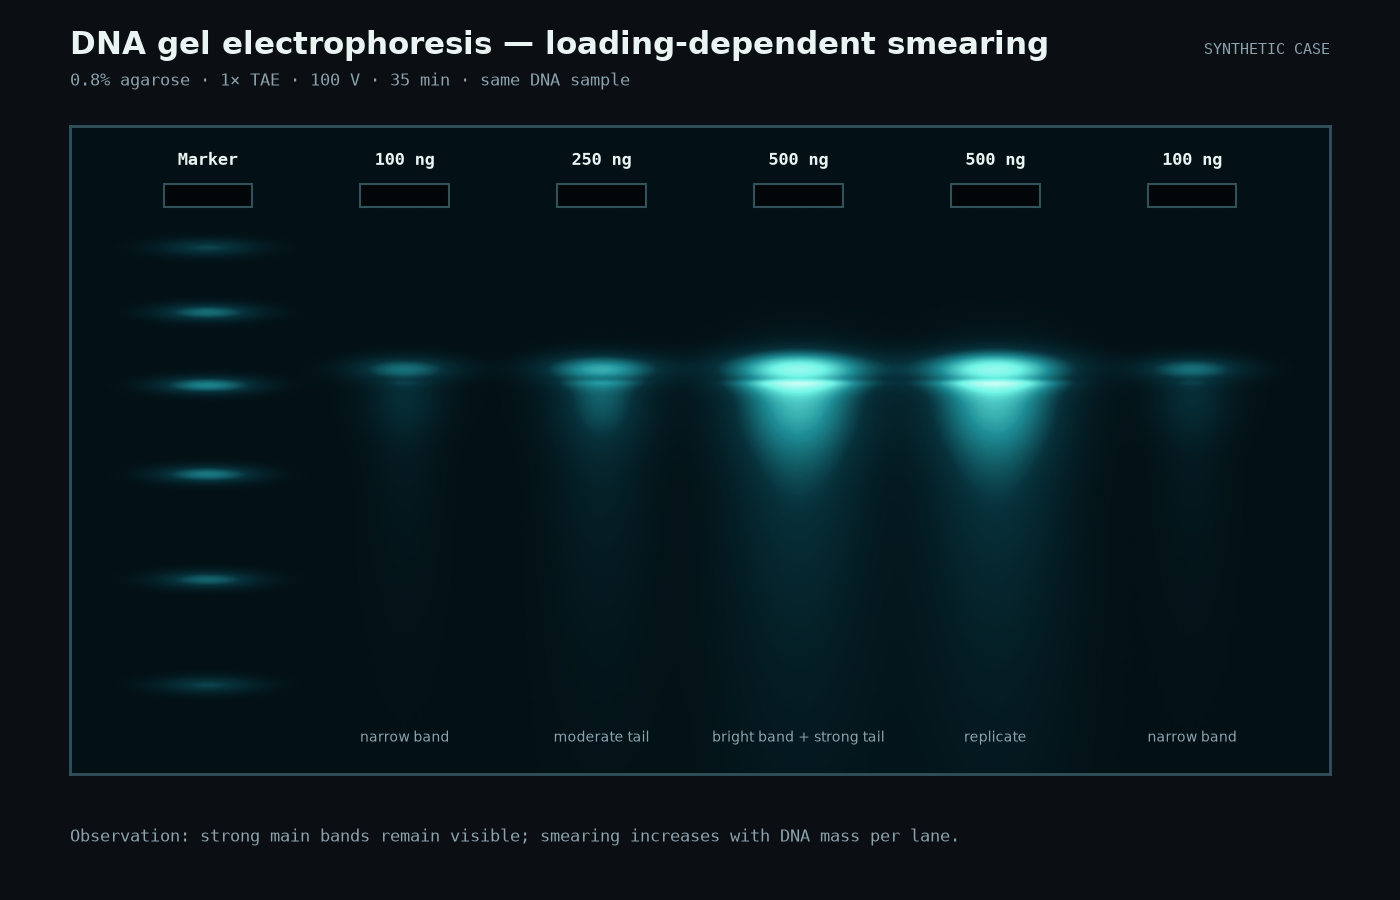 DNA gel electrophoresis — loading-dependent smearing
SYNTHETIC CASE
0.8% agarose · 1× TAE · 100 V · 35 min · same DNA sample
Marker 100 ng 250 ng 500 ng 500 ng 100 ng
narrow band moderate tail bright band + strong tail replicate narrow band
Observation: strong main bands remain visible; smearing increases with DNA mass per lane.